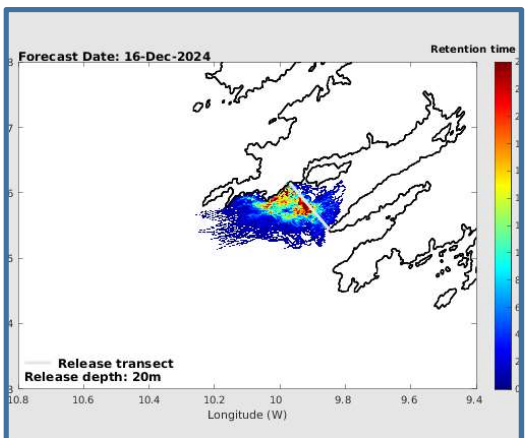 Forecast Date: 16-Dec-2024
Retention time
Release transect
Release depth: 20m
10.8 10.6 10.4 10.2 10 9.8 9.6 9.4
Longitude (W)